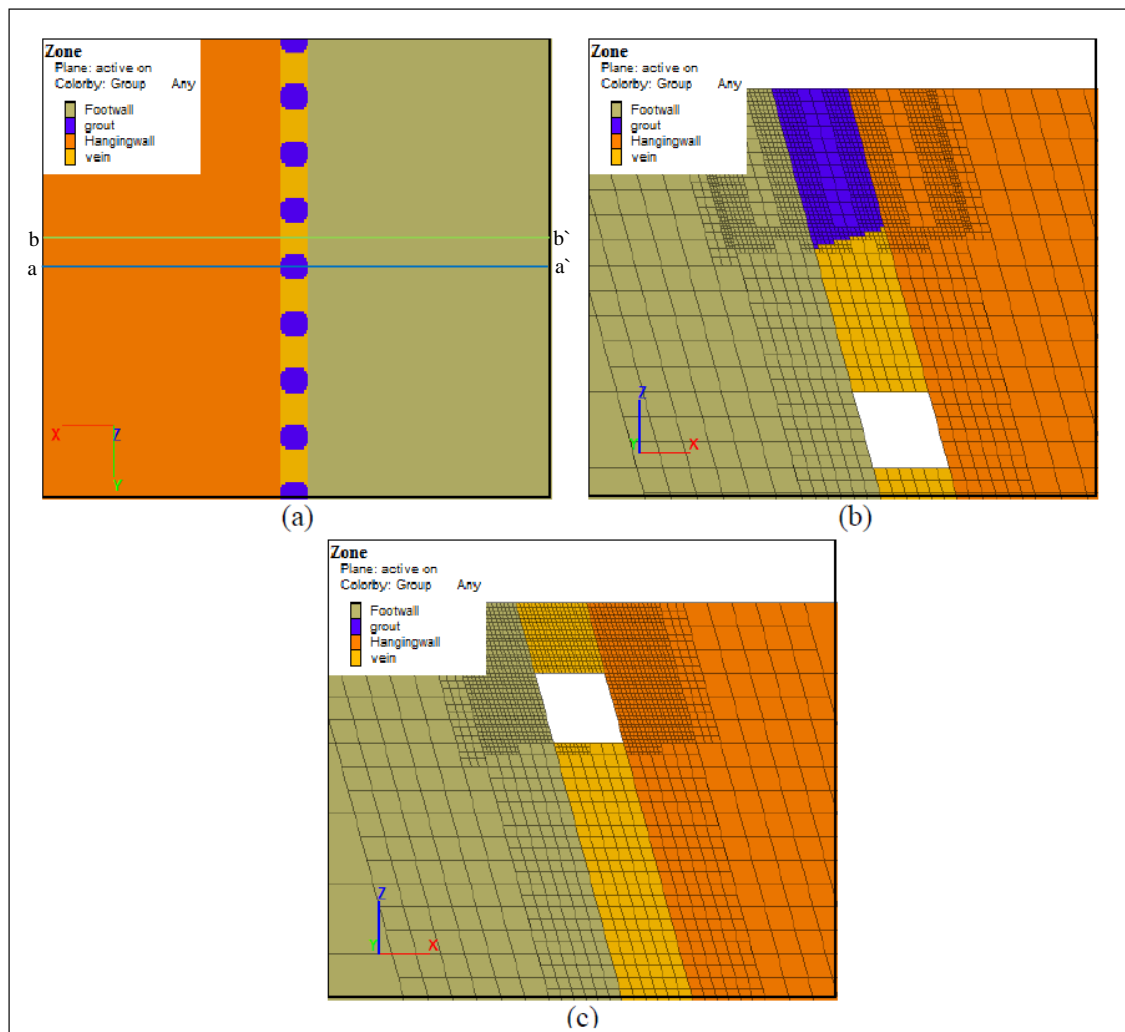 Zone
Plane: active on
Colorby: Group Any
Footwall
grout
Hangingwall
vein
b b`
a a`
X Z
Y
(a)
Zone
Plane: active on
Colorby: Group Any
Footwall
grout
Hangingwall
vein
Z
Y X
(b)
Zone
Plane: active on
Colorby: Group Any
Footwall
grout
Hangingwall
vein
Z
Y X
(c)